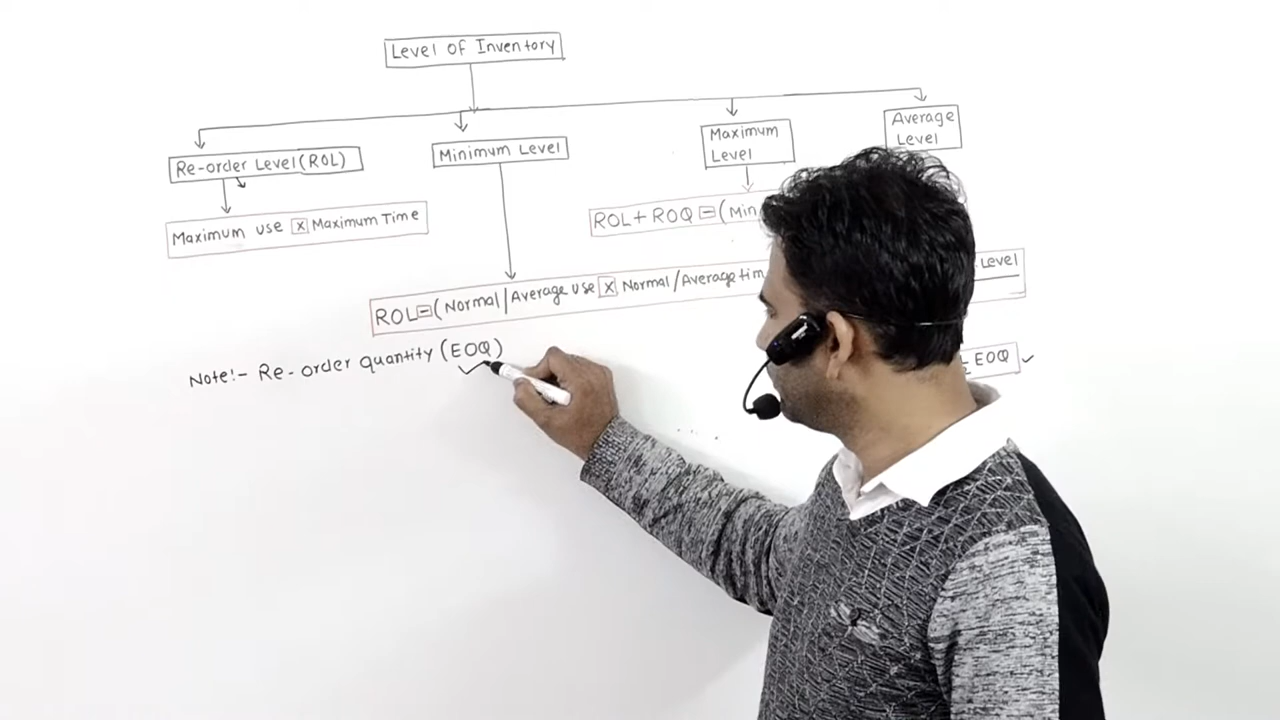 Level of Inventory
Re-order Level(ROL)
Minimum Level
Maximum
Level
Average
Level
Maximum use x Maximum Time
ROL+ROQ-(Min
Level
ROL-(Normal/Average use x Normal/Average tim
EOQ
Note:- Re-order quantity (EOQ)